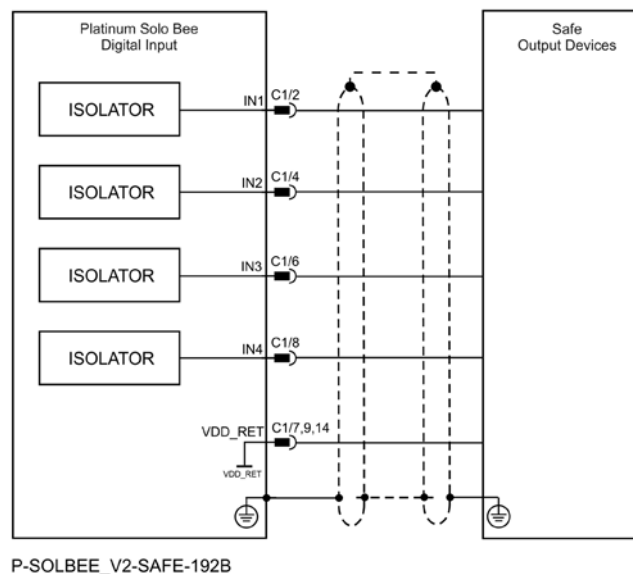 Platinum Solo Bee
Digital Input
Safe
Output Devices
ISOLATOR
IN1
C1/2
ISOLATOR
IN2
C1/4
ISOLATOR
IN3
C1/6
ISOLATOR
IN4
C1/8
VDD_RET
C1/7,9,14
VDD_RET
P-SOLBEE_V2-SAFE-192B